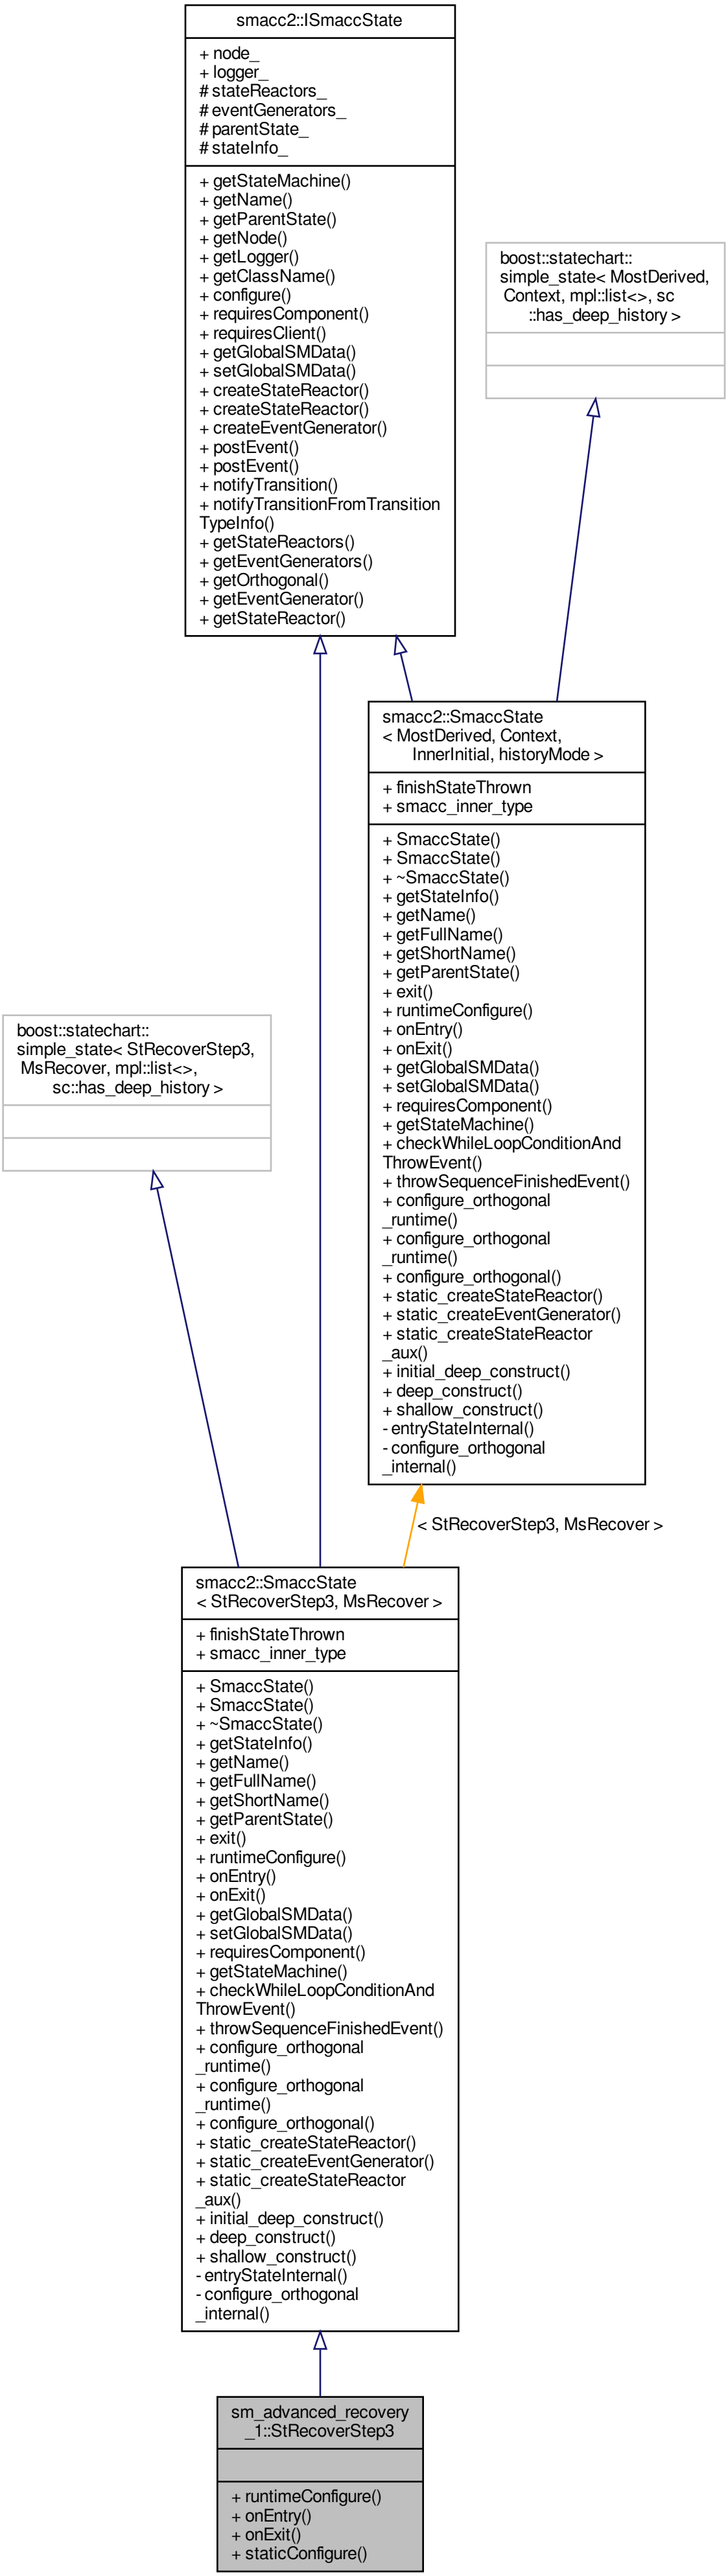 smacc2::ISmaccState
+ node_
+ logger_
# stateReactors_
# eventGenerators_
# parentState_
# stateInfo_
+ getStateMachine()
+ getName()
+ getParentState()
+ getNode()
+ getLogger()
+ getClassName()
+ configure()
+ requiresComponent()
+ requiresClient()
+ getGlobalSMData()
+ setGlobalSMData()
+ createStateReactor()
+ createStateReactor()
+ createEventGenerator()
+ postEvent()
+ postEvent()
+ notifyTransition()
+ notifyTransitionFromTransition
TypeInfo()
+ getStateReactors()
+ getEventGenerators()
+ getOrthogonal()
+ getEventGenerator()
+ getStateReactor()
boost::statechart::
simple_state< MostDerived,
Context, mpl::list<>, sc
::has_deep_history >
smacc2::SmaccState
< MostDerived, Context,
InnerInitial, historyMode >
+ finishStateThrown
+ smacc_inner_type
+ SmaccState()
+ SmaccState()
+ ~SmaccState()
+ getStateInfo()
+ getName()
+ getFullName()
+ getShortName()
+ getParentState()
+ exit()
+ runtimeConfigure()
+ onEntry()
+ onExit()
+ getGlobalSMData()
+ setGlobalSMData()
+ requiresComponent()
+ getStateMachine()
+ checkWhileLoopConditionAnd
ThrowEvent()
+ throwSequenceFinishedEvent()
+ configure_orthogonal
_runtime()
+ configure_orthogonal
_runtime()
+ configure_orthogonal()
+ static_createStateReactor()
+ static_createEventGenerator()
+ static_createStateReactor
_aux()
+ initial_deep_construct()
+ deep_construct()
+ shallow_construct()
- entryStateInternal()
- configure_orthogonal
_internal()
boost::statechart::
simple_state< StRecoverStep3,
MsRecover, mpl::list<>,
sc::has_deep_history >
< StRecoverStep3, MsRecover >
smacc2::SmaccState
< StRecoverStep3, MsRecover >
+ finishStateThrown
+ smacc_inner_type
+ SmaccState()
+ SmaccState()
+ ~SmaccState()
+ getStateInfo()
+ getName()
+ getFullName()
+ getShortName()
+ getParentState()
+ exit()
+ runtimeConfigure()
+ onEntry()
+ onExit()
+ getGlobalSMData()
+ setGlobalSMData()
+ requiresComponent()
+ getStateMachine()
+ checkWhileLoopConditionAnd
ThrowEvent()
+ throwSequenceFinishedEvent()
+ configure_orthogonal
_runtime()
+ configure_orthogonal
_runtime()
+ configure_orthogonal()
+ static_createStateReactor()
+ static_createEventGenerator()
+ static_createStateReactor
_aux()
+ initial_deep_construct()
+ deep_construct()
+ shallow_construct()
- entryStateInternal()
- configure_orthogonal
_internal()
sm_advanced_recovery
_1::StRecoverStep3
+ runtimeConfigure()
+ onEntry()
+ onExit()
+ staticConfigure()